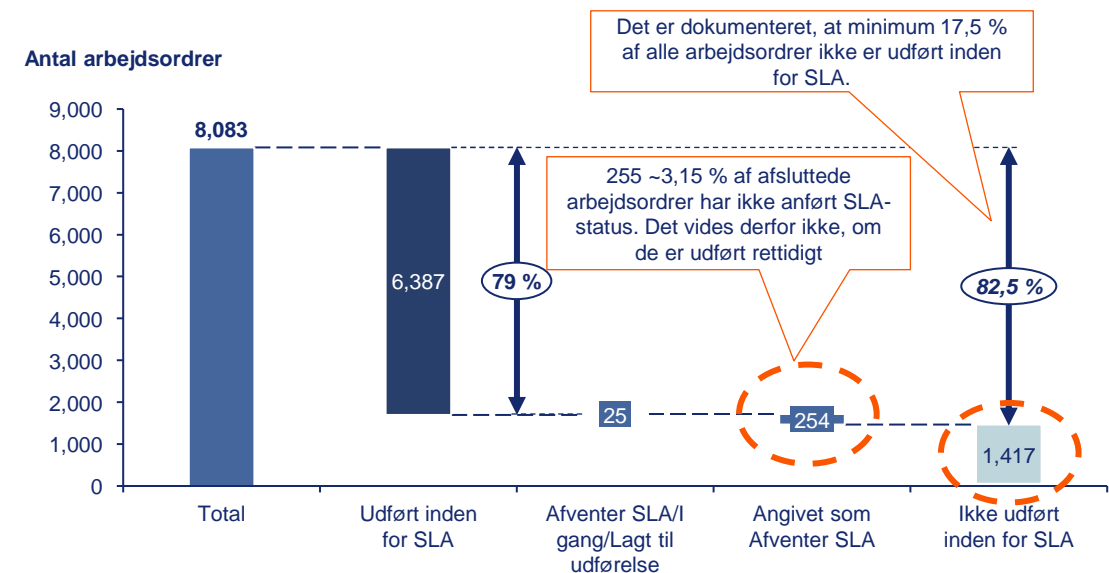 Det er dokumenteret, at minimum 17,5 %
af alle arbejdsordrer ikke er udført inden
for SLA.
Antal arbejdsordrer
9,000
8,000
7,000
6,000
5,000
4,000
3,000
2,000
1,000
0
8,083
255 ~3,15 % af afsluttede
arbejdsordrer har ikke anført SLA-
status. Det vides derfor ikke, om
de er udført rettidigt
6,387
79 %
82,5 %
25
254
1,417
Total
Udført inden
for SLA
Afventer SLA/I
gang/Lagt til
udførelse
Angivet som
Afventer SLA
Ikke udført
inden for SLA